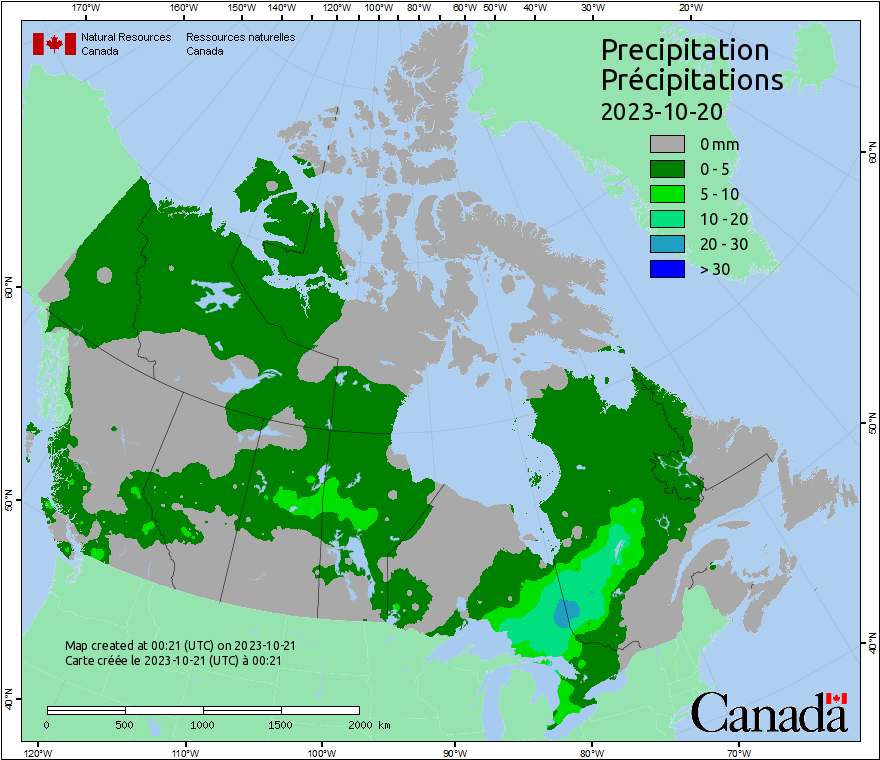 170°W 160°W 150°W 140°W 120°W 100°W 80°W 60°W 50°W 40°W 30°W 20°W
Natural Resources Canada
Ressources naturelles Canada
Precipitation
Précipitations
2023-10-20
0 mm
0 - 5
5 - 10
10 - 20
20 - 30
> 30
60°N
50°N
40°N
60°N
50°N
40°N
Map created at 00:21 (UTC) on 2023-10-21
Carte créée le 2023-10-21 (UTC) à 00:21
0 500 1000 1500 2000 km
Canada
120°W 110°W 100°W 90°W 80°W 70°W